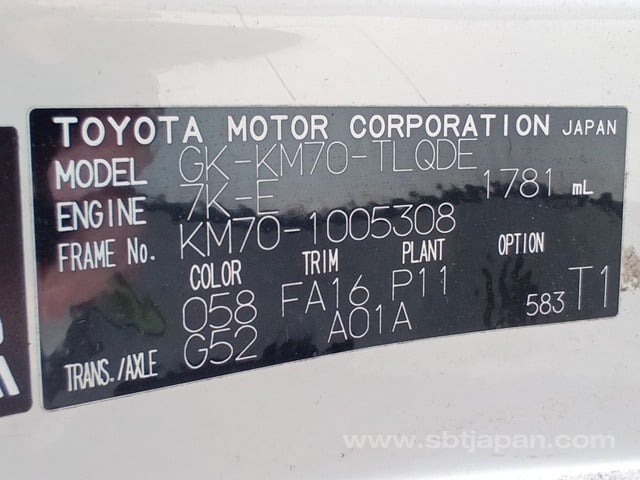 TOYOTA MOTOR CORPORATION JAPAN
MODEL GK-KM70-TLQDE
ENGINE 7K-E 1781 mL
FRAME No. KM70-1005308
COLOR TRIM PLANT OPTION
058 FA16 P11 583 T1
TRANS./AXLE G52 A01A
www.sbtjapan.com